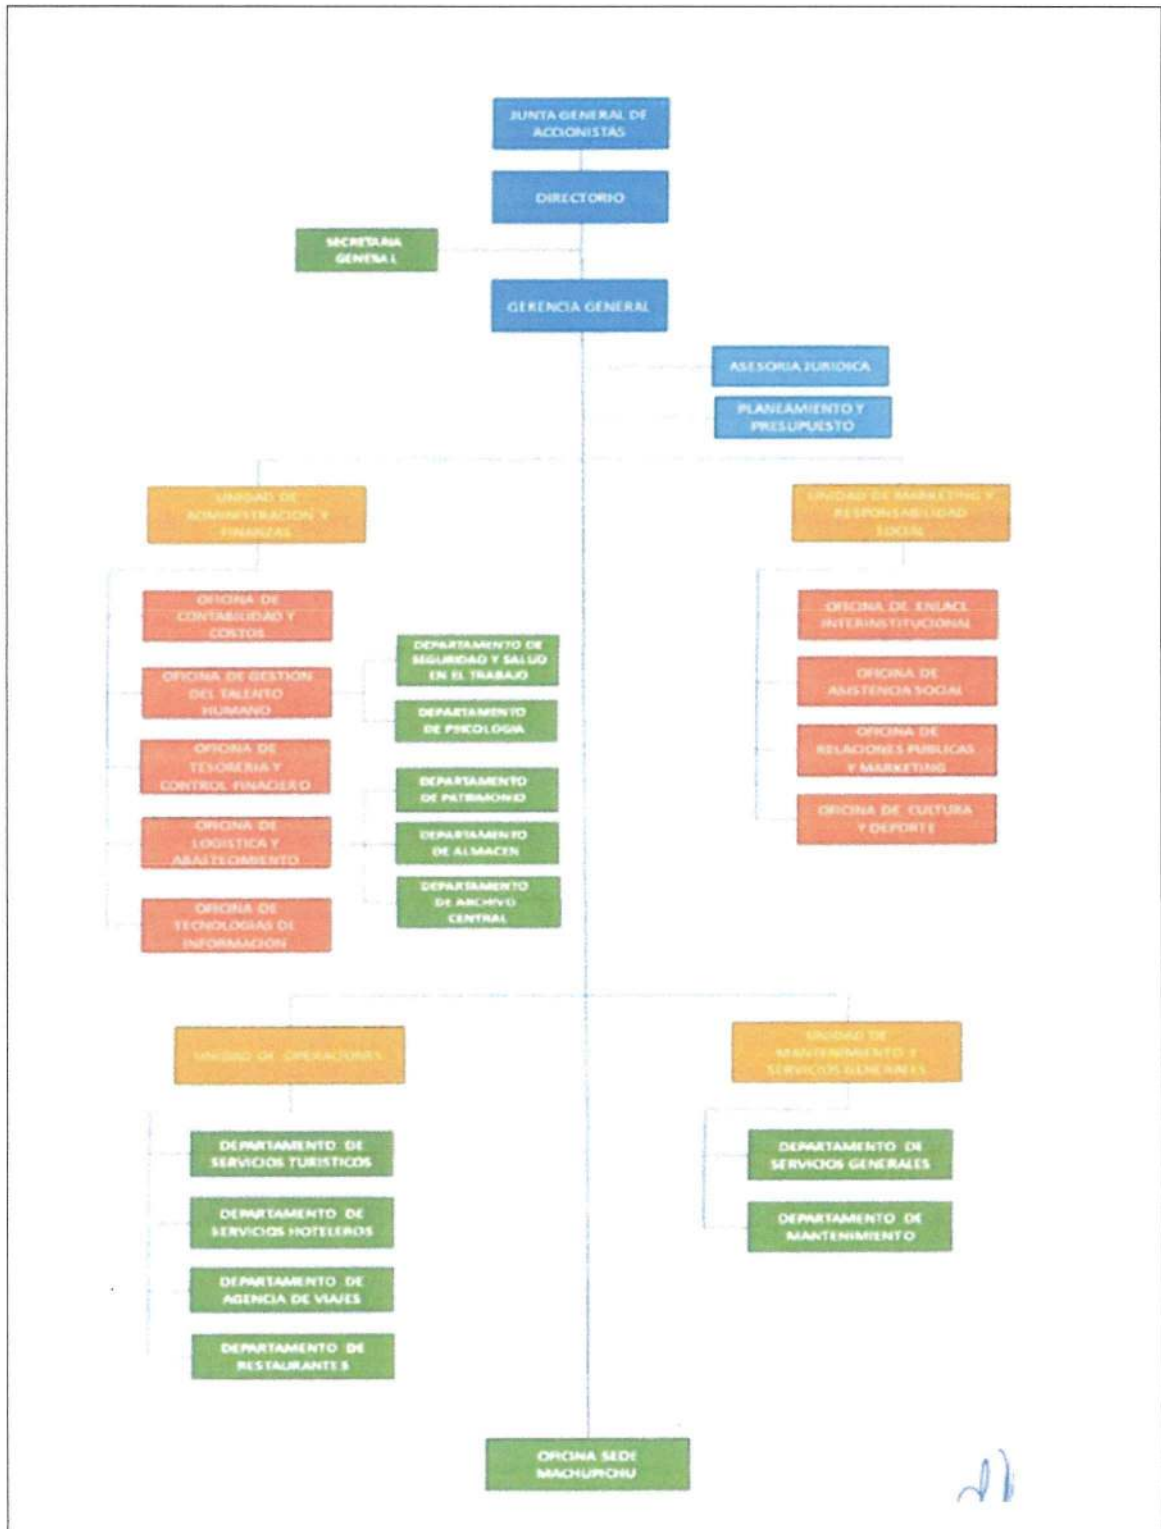 JUNTA GENERAL DE
ACCIONISTAS
DIRECTORIO
SECRETARIA
GENERAL
GERENCIA GENERAL
ASESORIA JURIDICA
PLANEAMIENTO Y
PRESUPUESTO
UNIDAD DE
ADMINISTRACION Y
FINANZAS
UNIDAD DE MARKETING Y
RESPONSABILIDAD
SOCIAL
OFICINA DE
CONTABILIDAD Y
COSTOS
OFICINA DE GESTION
DEL TALENTO
HUMANO
OFICINA DE
TESORERIA Y
CONTROL FINACIERO
OFICINA DE
LOGISTICA Y
ABASTECIMIENTO
OFICINA DE
TECNOLOGIAS DE
INFORMACION
DEPARTAMENTO DE
SEGURIDAD Y SALUD
EN EL TRABAJO
DEPARTAMENTO
DE PSICOLOGIA
DEPARTAMENTO
DE PATRIMONIO
DEPARTAMENTO
DE ALMACEN
DEPARTAMENTO
DE ARCHIVO
CENTRAL
OFICINA DE ENLACE
INTERINSTITUCIONAL
OFICINA DE
ASISTENCIA SOCIAL
OFICINA DE
RELACIONES PUBLICAS
Y MARKETING
OFICINA DE CULTURA
Y DEPORTE
UNIDAD DE OPERACIONES
UNIDAD DE
MANTENIMIENTO Y
SERVICIOS GENERALES
DEPARTAMENTO DE
SERVICIOS TURISTICOS
DEPARTAMENTO DE
SERVICIOS HOTELEROS
DEPARTAMENTO DE
AGENCIA DE VIAJES
DEPARTAMENTO DE
RESTAURANTES
DEPARTAMENTO DE
SERVICIOS GENERALES
DEPARTAMENTO DE
MANTENIMIENTO
OFICINA SEDE
MACHUPICHU